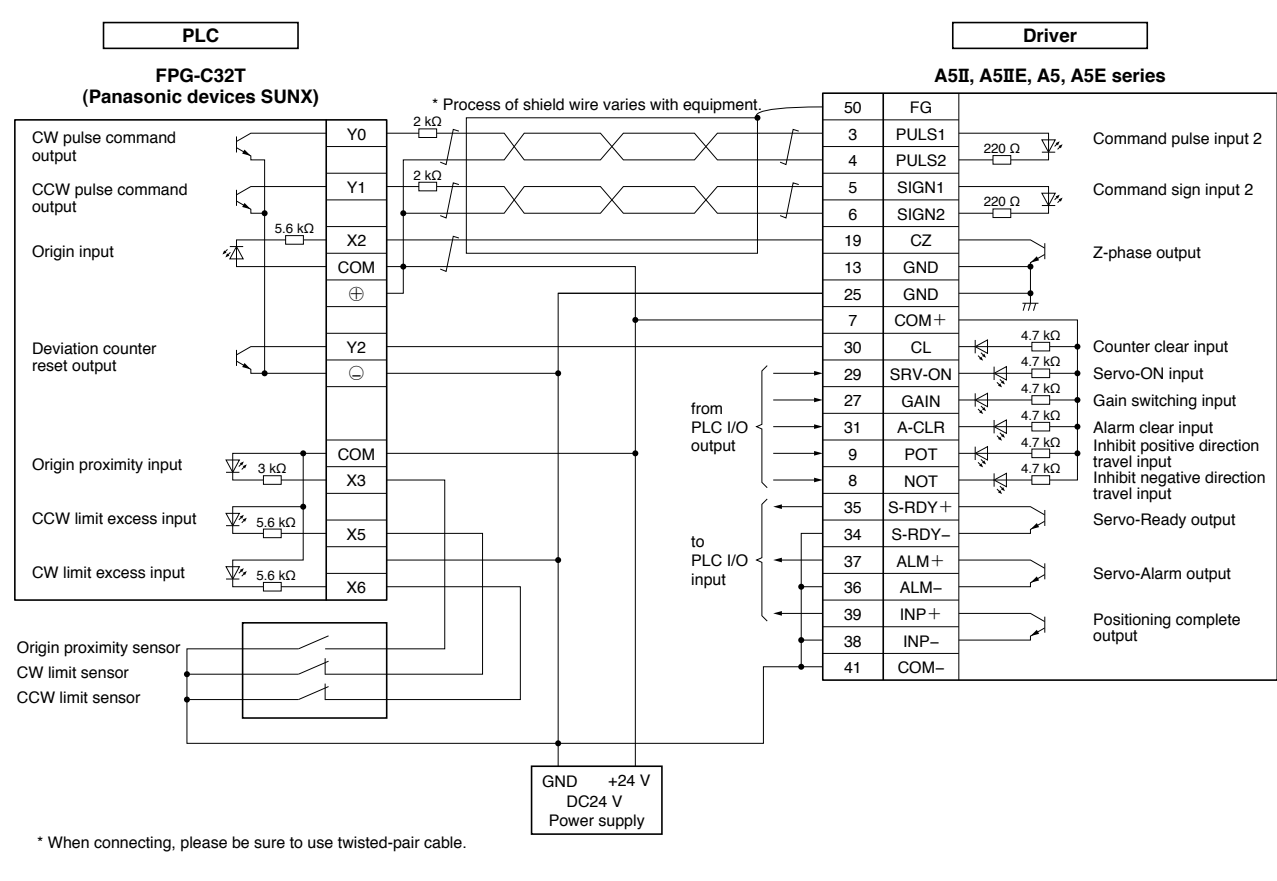 PLC
Driver
FPG-C32T
(Panasonic devices SUNX)
A5Ⅱ, A5ⅡE, A5, A5E series
* Process of shield wire varies with equipment.
CW pulse command
output
CCW pulse command
output
Origin input
Deviation counter
reset output
Origin proximity input
CCW limit excess input
CW limit excess input
5.6 kΩ
3 kΩ
5.6 kΩ
5.6 kΩ
Y0
Y1
X2
COM
⊕
Y2
⊖
COM
X3
X5
X6
2 kΩ
2 kΩ
from
PLC I/O
output
to
PLC I/O
input
50 FG
3 PULS1
4 PULS2
5 SIGN1
6 SIGN2
19 CZ
13 GND
25 GND
7 COM+
30 CL
29 SRV-ON
27 GAIN
31 A-CLR
9 POT
8 NOT
35 S-RDY+
34 S-RDY–
37 ALM+
36 ALM–
39 INP+
38 INP–
41 COM–
220 Ω
220 Ω
4.7 kΩ
4.7 kΩ
4.7 kΩ
4.7 kΩ
4.7 kΩ
4.7 kΩ
Command pulse input 2
Command sign input 2
Z-phase output
Counter clear input
Servo-ON input
Gain switching input
Alarm clear input
Inhibit positive direction
travel input
Inhibit negative direction
travel input
Servo-Ready output
Servo-Alarm output
Positioning complete
output
Origin proximity sensor
CW limit sensor
CCW limit sensor
GND +24 V
DC24 V
Power supply
* When connecting, please be sure to use twisted-pair cable.